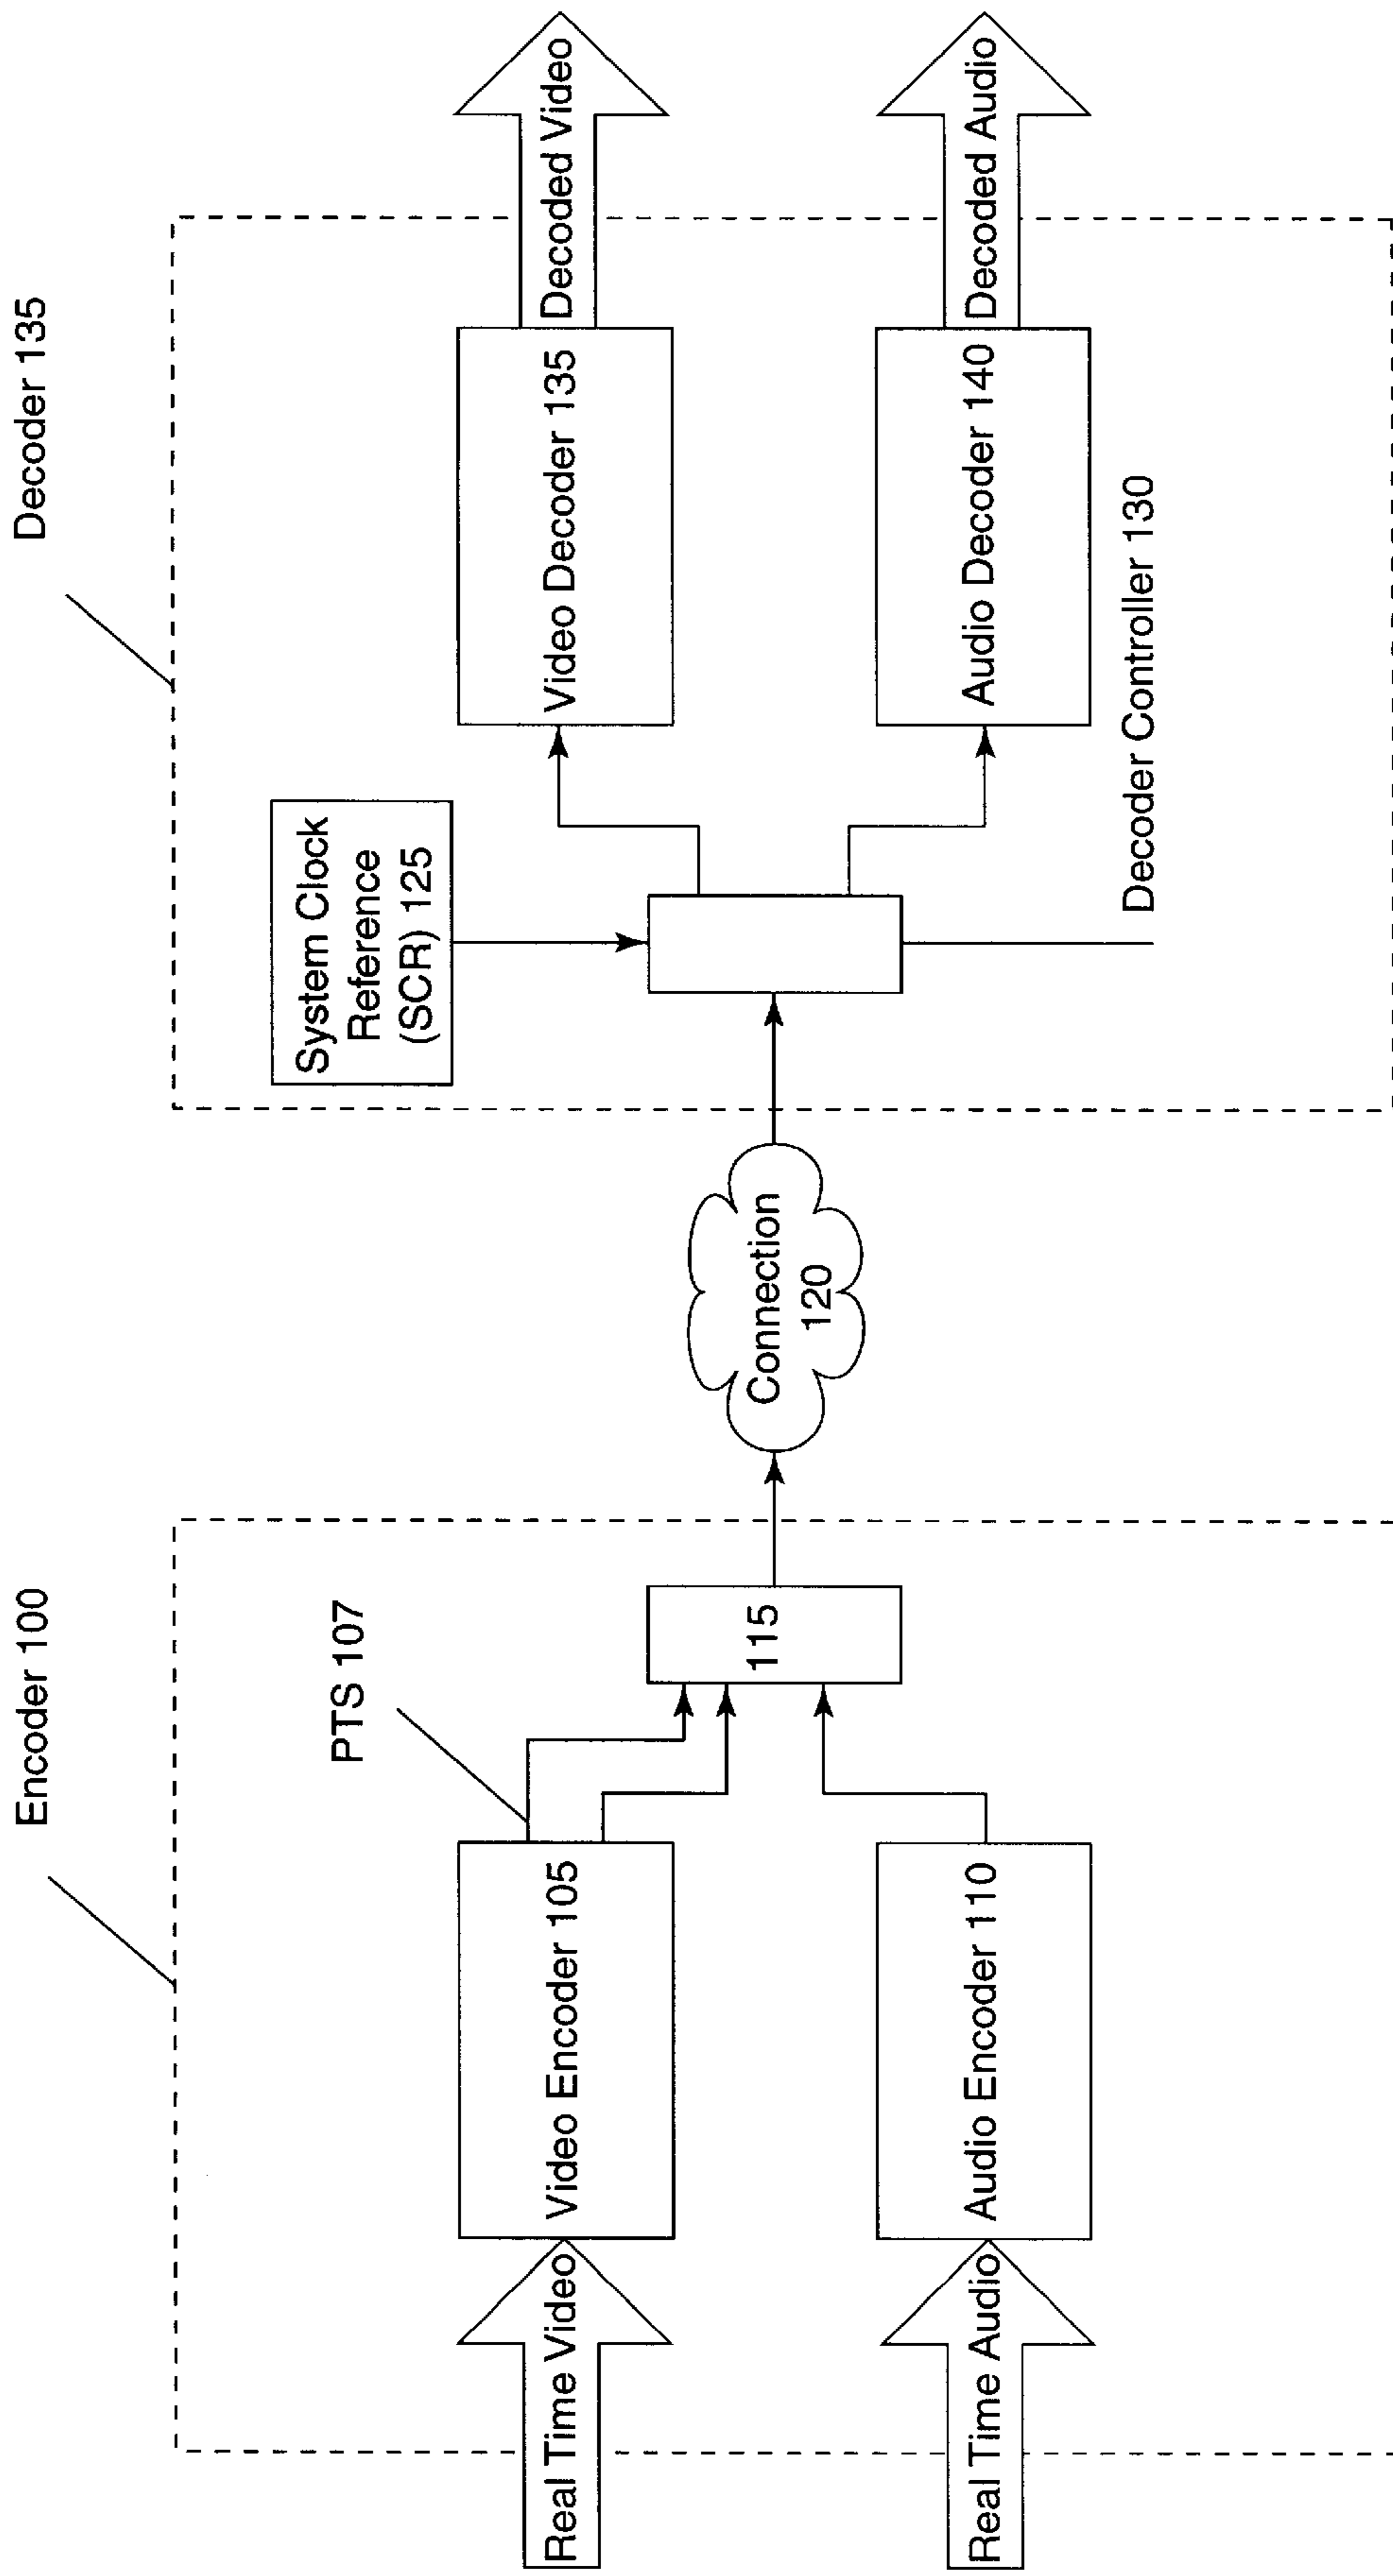 Encoder 100
Decoder 135
PTS 107
System Clock
Reference
(SCR) 125
Real Time Video
Video Encoder 105
115
Connection
120
Video Decoder 135
Decoded Video
Real Time Audio
Audio Encoder 110
Audio Decoder 140
Decoded Audio
Decoder Controller 130